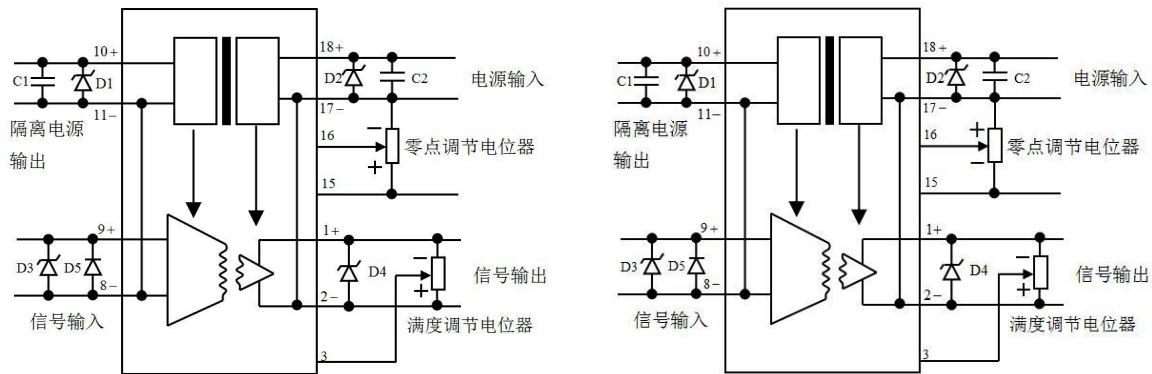 10+
18+
C1
D1
D2
C2
电源输入
11-
17-
隔离电源
输出
16
-
+
零点调节电位器
15
9+
1+
D3
D5
D4
-
+
信号输出
8-
2-
信号输入
满度调节电位器
3
10+
18+
C1
D1
D2
C2
电源输入
11-
17-
隔离电源
输出
16
+
-
零点调节电位器
15
9+
1+
D3
D5
D4
-
+
信号输出
8-
2-
信号输入
满度调节电位器
3